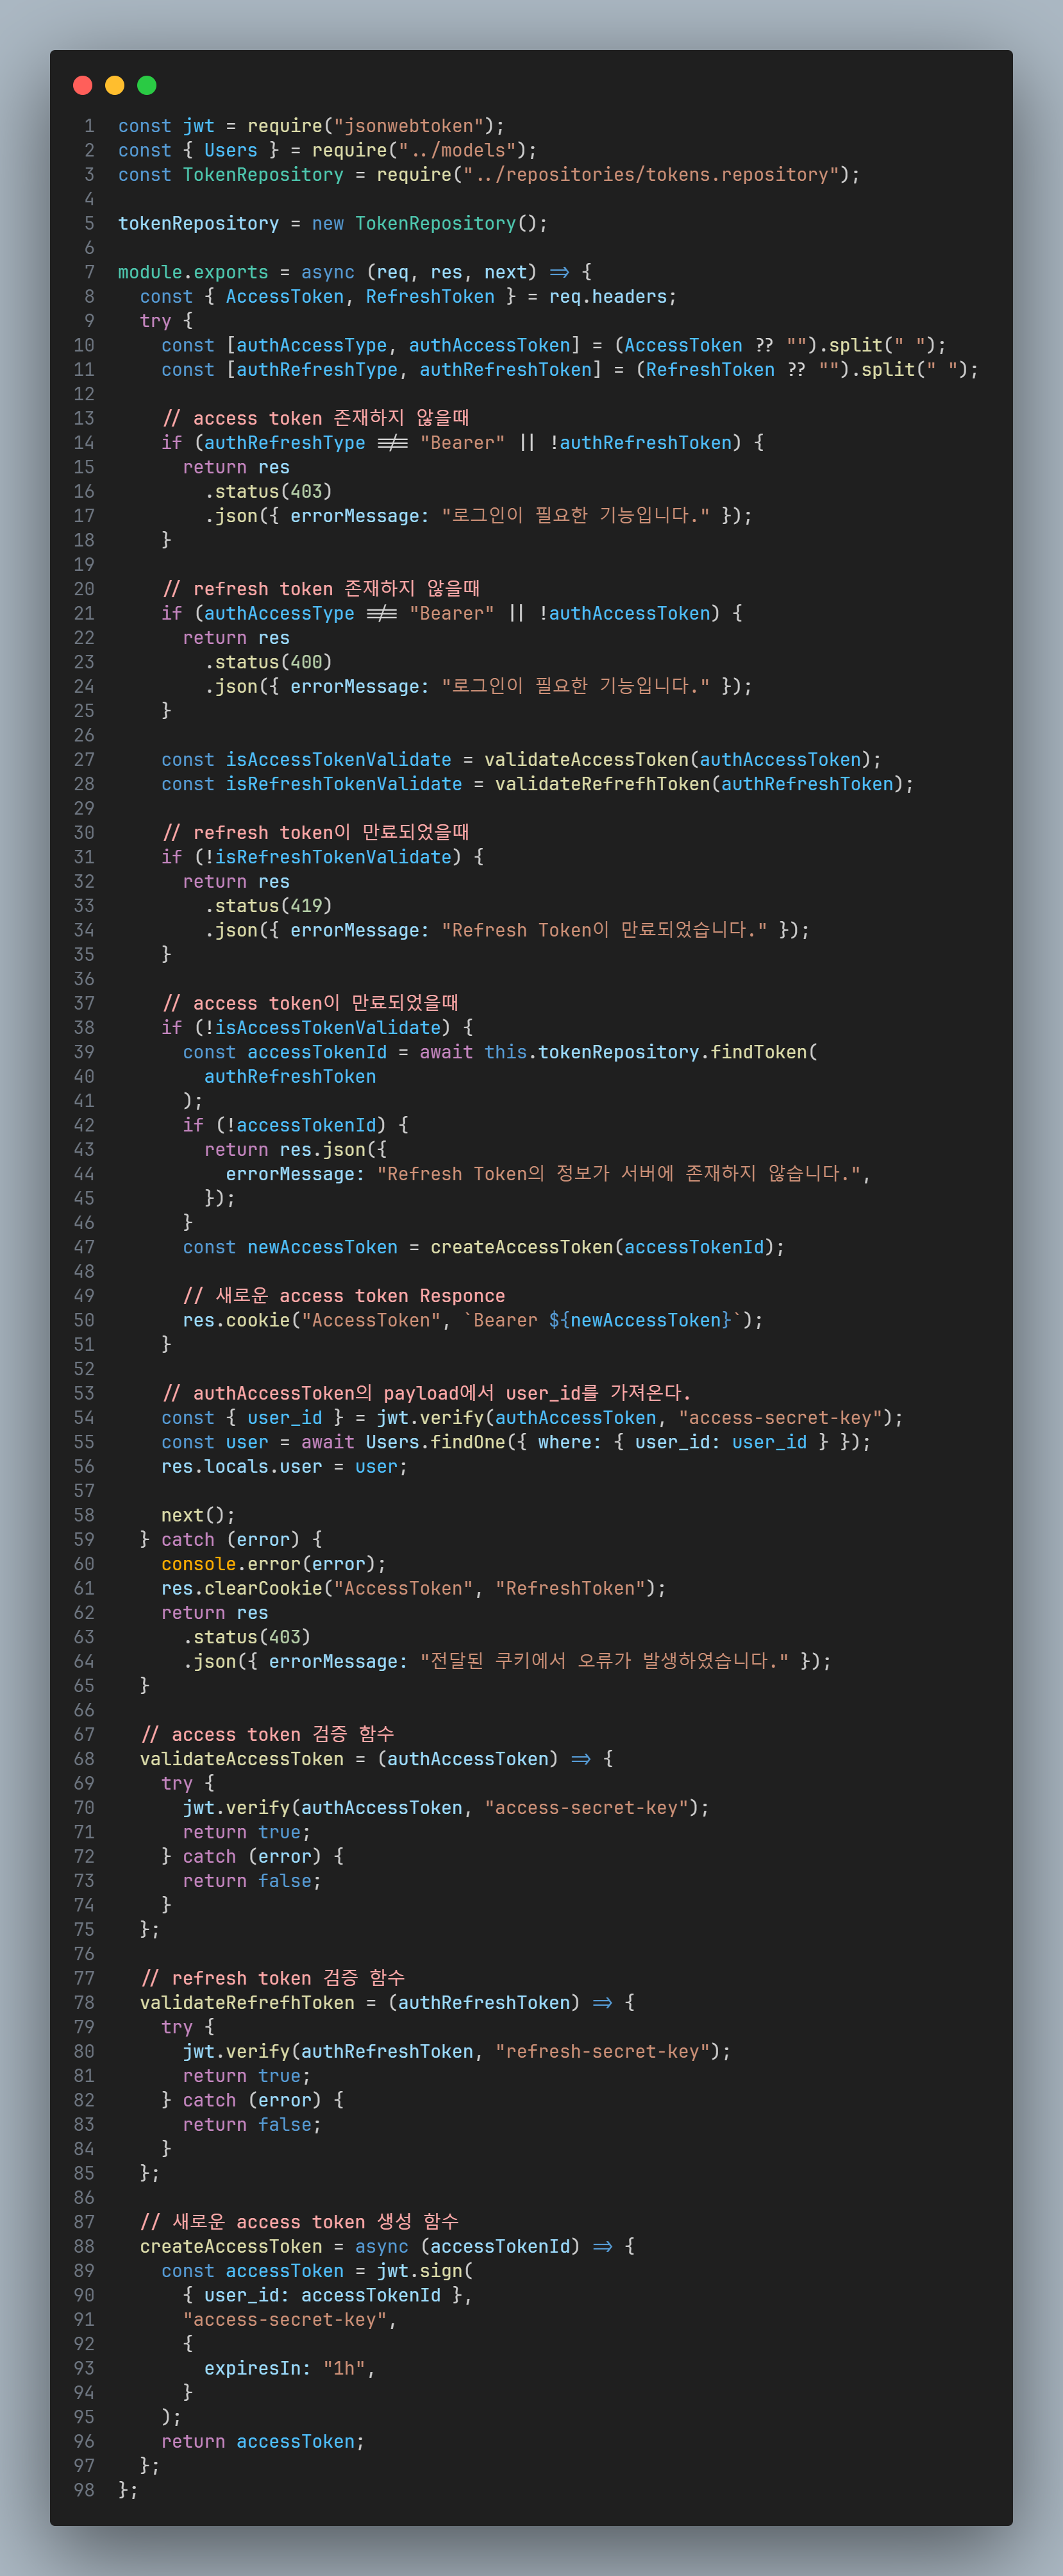 1 const jwt = require("jsonwebtoken");
2 const { Users } = require("../models");
3 const TokenRepository = require("../repositories/tokens.repository");
4
5 tokenRepository = new TokenRepository();
6
7 module.exports = async (req, res, next) => {
8 const { AccessToken, RefreshToken } = req.headers;
9 try {
10 const [authAccessType, authAccessToken] = (AccessToken ?? "").split(" ");
11 const [authRefreshType, authRefreshToken] = (RefreshToken ?? "").split(" ");
12
13 // access token 존재하지 않을때
14 if (authRefreshType !== "Bearer" || !authRefreshToken) {
15 return res
16 .status(403)
17 .json({ errorMessage: "로그인이 필요한 기능입니다." });
18 }
19
20 // refresh token 존재하지 않을때
21 if (authAccessType !== "Bearer" || !authAccessToken) {
22 return res
23 .status(400)
24 .json({ errorMessage: "로그인이 필요한 기능입니다." });
25 }
26
27 const isAccessTokenValidate = validateAccessToken(authAccessToken);
28 const isRefreshTokenValidate = validateRefrefhToken(authRefreshToken);
29
30 // refresh token이 만료되었을때
31 if (!isRefreshTokenValidate) {
32 return res
33 .status(419)
34 .json({ errorMessage: "Refresh Token이 만료되었습니다." });
35 }
36
37 // access token이 만료되었을때
38 if (!isAccessTokenValidate) {
39 const accessTokenId = await this.tokenRepository.findToken(
40 authRefreshToken
41 );
42 if (!accessTokenId) {
43 return res.json({
44 errorMessage: "Refresh Token의 정보가 서버에 존재하지 않습니다.",
45 });
46 }
47 const newAccessToken = createAccessToken(accessTokenId);
48
49 // 새로운 access token Responce
50 res.cookie("AccessToken", `Bearer ${newAccessToken}`);
51 }
52
53 // authAccessToken의 payload에서 user_id를 가져온다.
54 const { user_id } = jwt.verify(authAccessToken, "access-secret-key");
55 const user = await Users.findOne({ where: { user_id: user_id } });
56 res.locals.user = user;
57
58 next();
59 } catch (error) {
60 console.error(error);
61 res.clearCookie("AccessToken", "RefreshToken");
62 return res
63 .status(403)
64 .json({ errorMessage: "전달된 쿠키에서 오류가 발생하였습니다." });
65 }
66
67 // access token 검증 함수
68 validateAccessToken = (authAccessToken) => {
69 try {
70 jwt.verify(authAccessToken, "access-secret-key");
71 return true;
72 } catch (error) {
73 return false;
74 }
75 };
76
77 // refresh token 검증 함수
78 validateRefrefhToken = (authRefreshToken) => {
79 try {
80 jwt.verify(authRefreshToken, "refresh-secret-key");
81 return true;
82 } catch (error) {
83 return false;
84 }
85 };
86
87 // 새로운 access token 생성 함수
88 createAccessToken = async (accessTokenId) => {
89 const accessToken = jwt.sign(
90 { user_id: accessTokenId },
91 "access-secret-key",
92 {
93 expiresIn: "1h",
94 }
95 );
96 return accessToken;
97 };
98 };